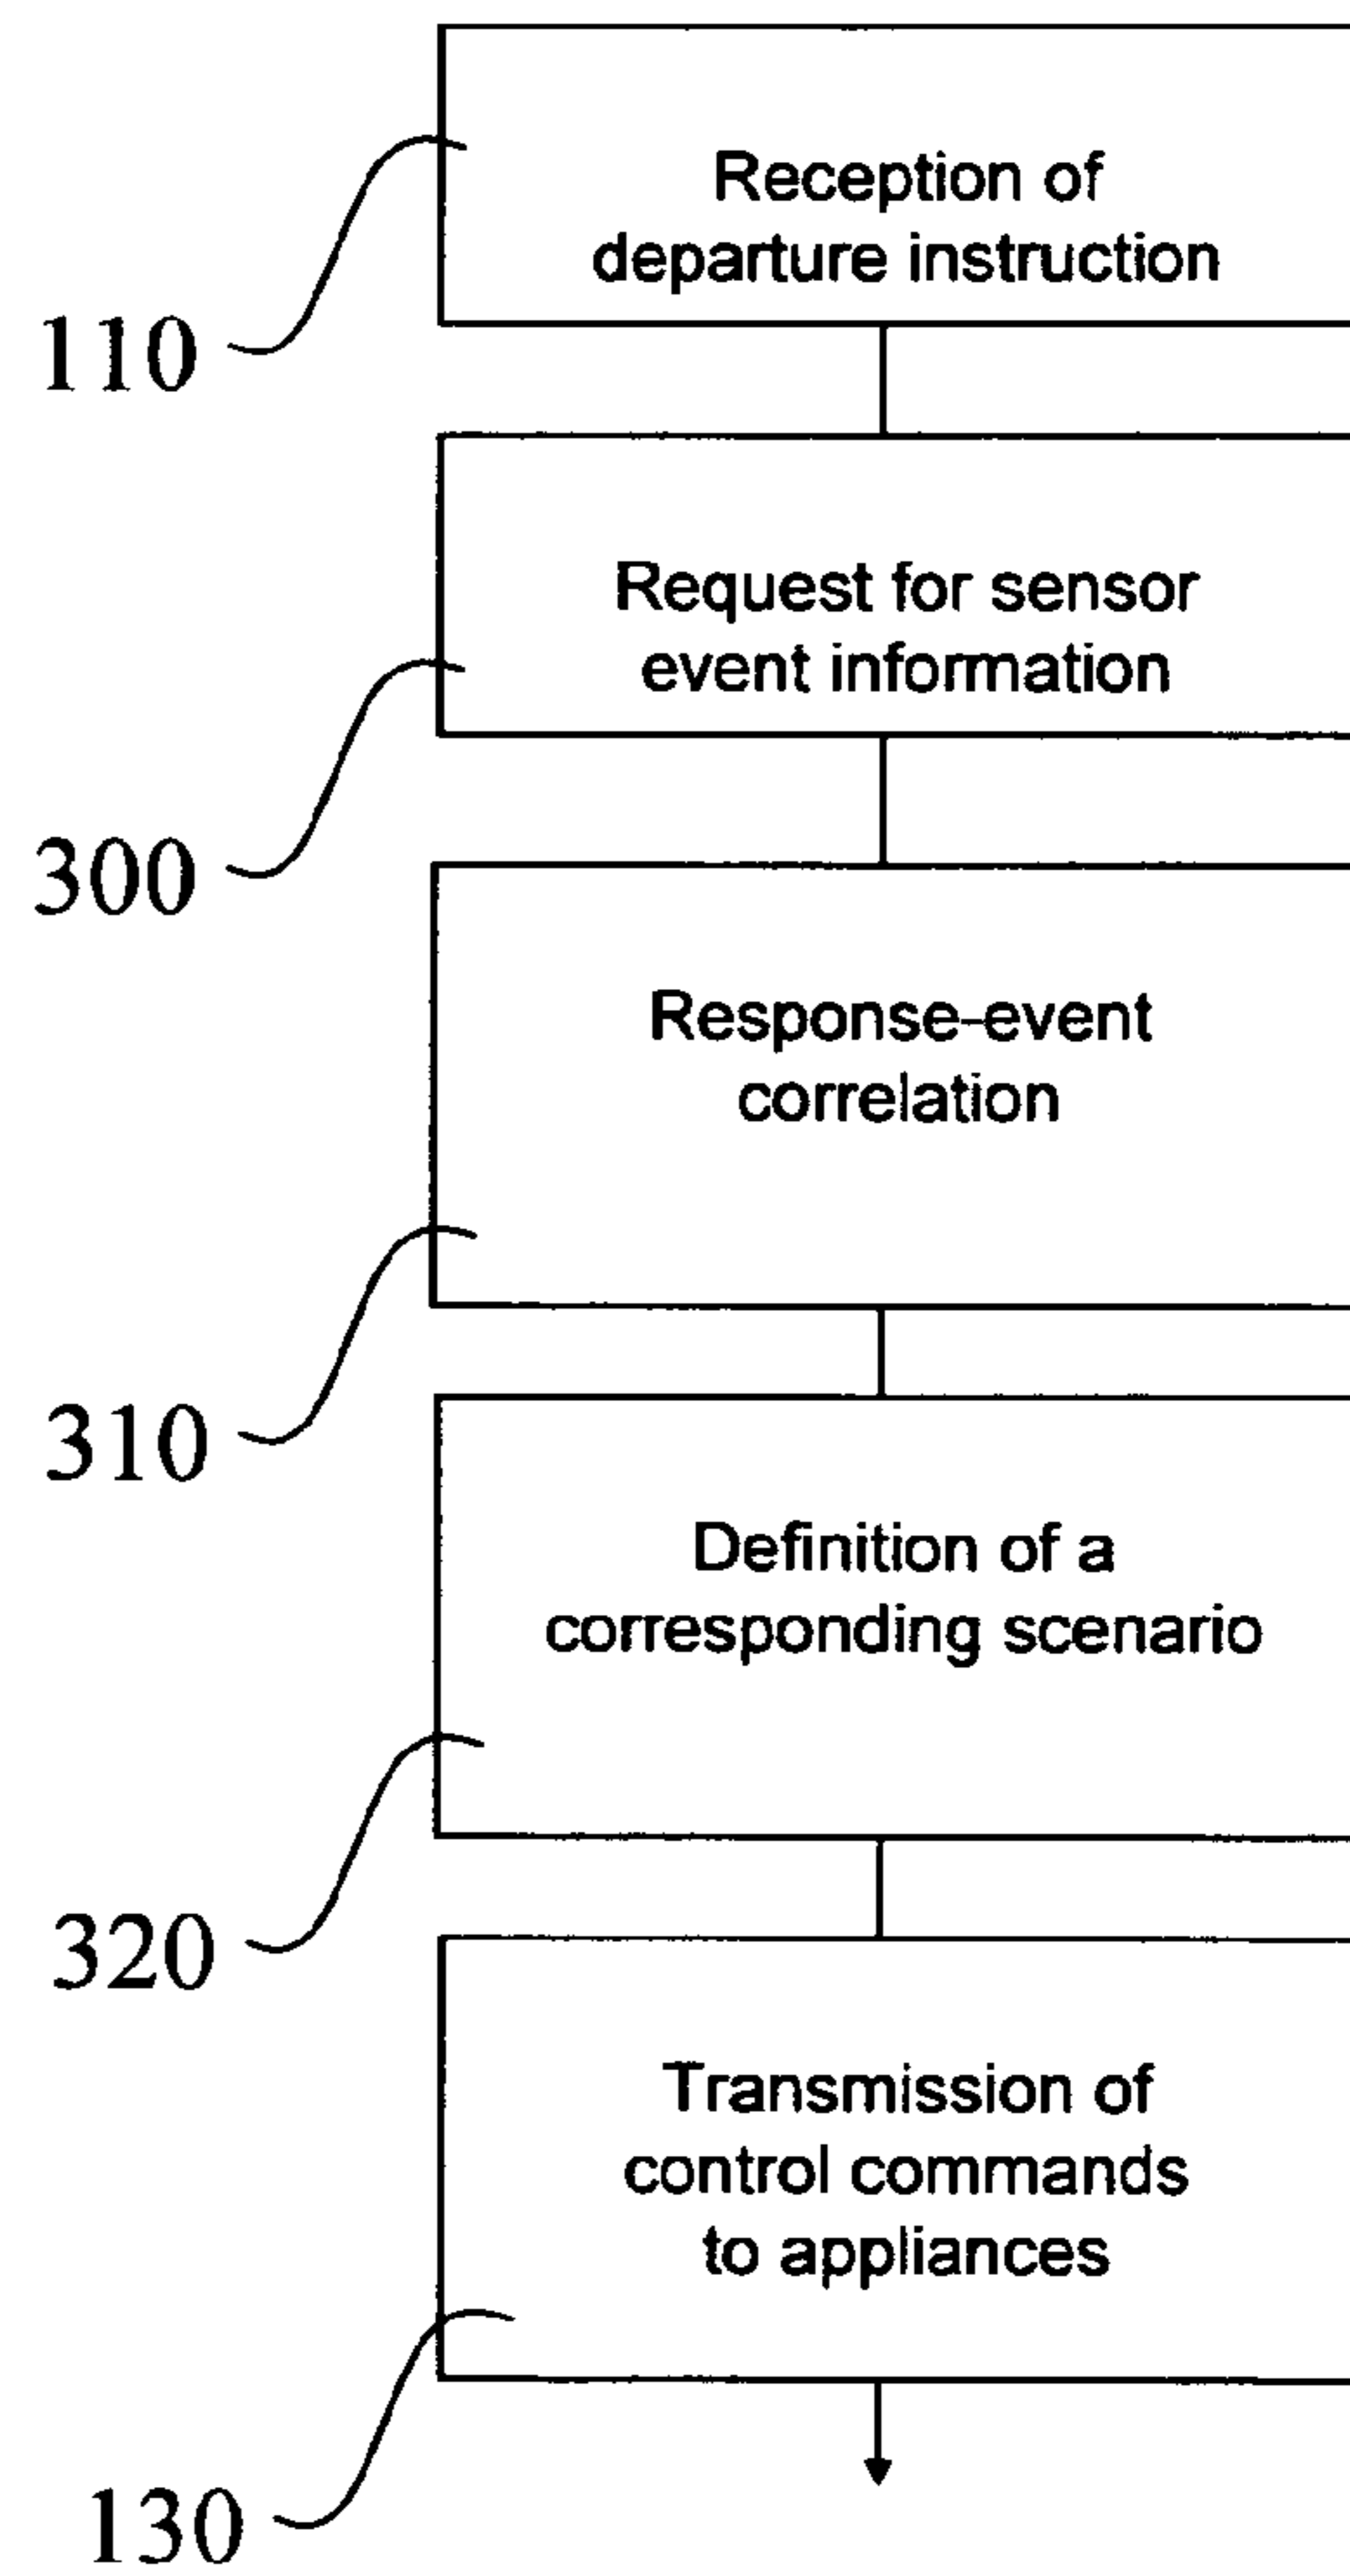 Reception of
departure instruction
110
Request for sensor
event information
300
Response-event
correlation
310
Definition of a
corresponding scenario
320
Transmission of
control commands
to appliances
130